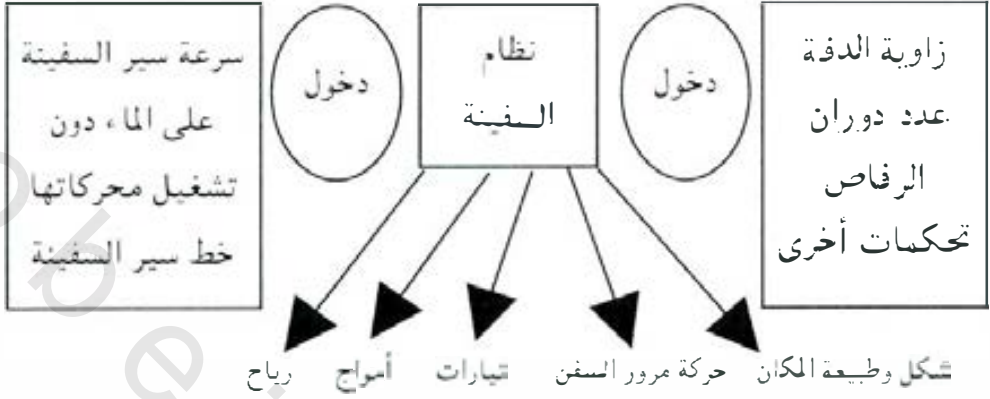 زاوية الدفة
عدد دوران
الرفاص
تحكمات أخرى
دخول
نظام
السفينة
دخول
سرعة سير السفينة
على الماء دون
تشغيل محركاتها
خط سير السفينة
شكل وطبيعة المكان
حركة مرور السفن
تيارات
أمواج
رياح